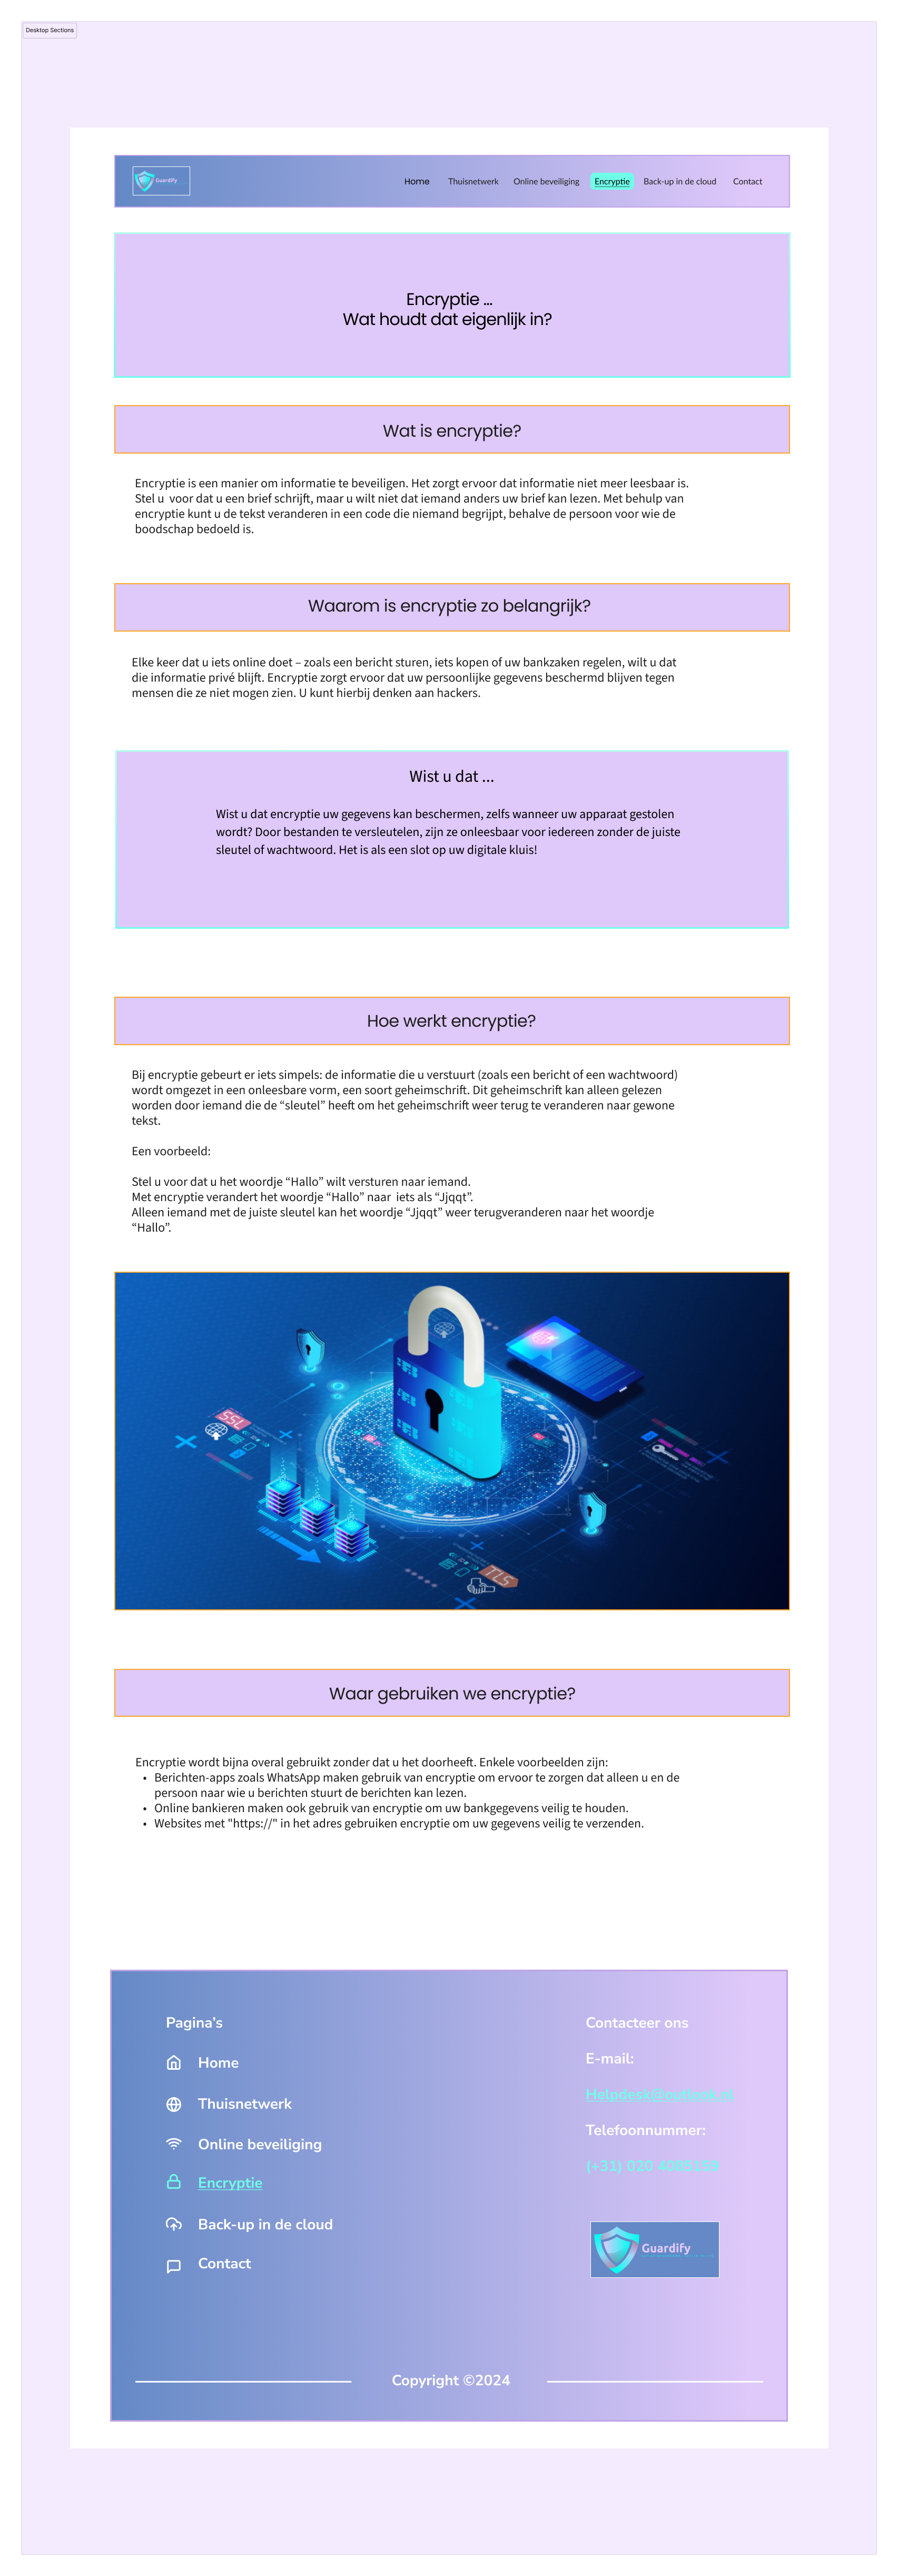 Desktop Sections
Guardify
Home Thuisnetwerk Online beveiliging Encryptie Back-up in de cloud Contact
Encryptie ...
Wat houdt dat eigenlijk in?
Wat is encryptie?
Encryptie is een manier om informatie te beveiligen. Het zorgt ervoor dat informatie niet meer leesbaar is.
Stel u  voor dat u een brief schrijft, maar u wilt niet dat iemand anders uw brief kan lezen. Met behulp van
encryptie kunt u de tekst veranderen in een code die niemand begrijpt, behalve de persoon voor wie de
boodschap bedoeld is.
Waarom is encryptie zo belangrijk?
Elke keer dat u iets online doet – zoals een bericht sturen, iets kopen of uw bankzaken regelen, wilt u dat
die informatie privé blijft. Encryptie zorgt ervoor dat uw persoonlijke gegevens beschermd blijven tegen
mensen die ze niet mogen zien. U kunt hierbij denken aan hackers.
Wist u dat ...
Wist u dat encryptie uw gegevens kan beschermen, zelfs wanneer uw apparaat gestolen
wordt? Door bestanden te versleutelen, zijn ze onleesbaar voor iedereen zonder de juiste
sleutel of wachtwoord. Het is als een slot op uw digitale kluis!
Hoe werkt encryptie?
Bij encryptie gebeurt er iets simpels: de informatie die u verstuurt (zoals een bericht of een wachtwoord)
wordt omgezet in een onleesbare vorm, een soort geheimschrift. Dit geheimschrift kan alleen gelezen
worden door iemand die de “sleutel” heeft om het geheimschrift weer terug te veranderen naar gewone
tekst.
Een voorbeeld:
Stel u voor dat u het woordje “Hallo” wilt versturen naar iemand.
Met encryptie verandert het woordje “Hallo” naar  iets als “Jjqqt”.
Alleen iemand met de juiste sleutel kan het woordje “Jjqqt” weer terugveranderen naar het woordje
“Hallo”.
SSL
TLS
Waar gebruiken we encryptie?
Encryptie wordt bijna overal gebruikt zonder dat u het doorheeft. Enkele voorbeelden zijn:
• Berichten-apps zoals WhatsApp maken gebruik van encryptie om ervoor te zorgen dat alleen u en de
persoon naar wie u berichten stuurt de berichten kan lezen.
• Online bankieren maken ook gebruik van encryptie om uw bankgegevens veilig te houden.
• Websites met "https://" in het adres gebruiken encryptie om uw gegevens veilig te verzenden.
Pagina's
Home
Thuisnetwerk
Online beveiliging
Encryptie
Back-up in de cloud
Contact
Contacteer ons
E-mail:
Helpdesk@outlook.nl
Telefoonnummer:
(+31) 020
Guardify
Copyright ©2024